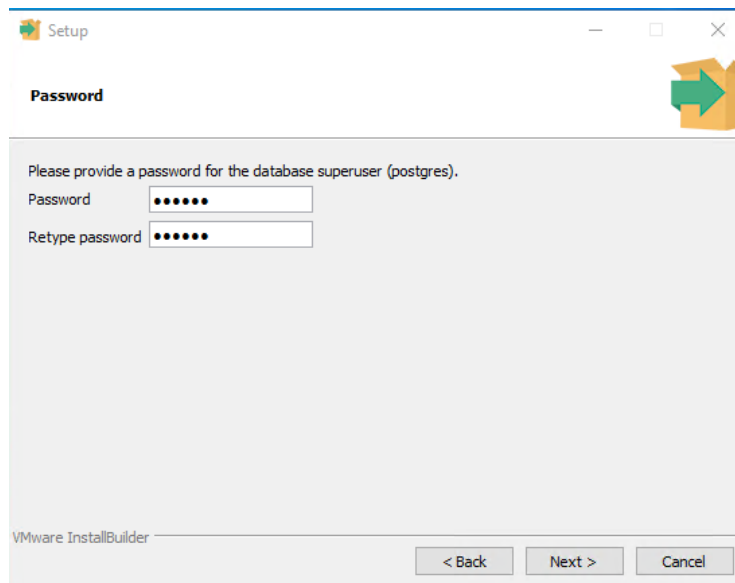 Setup
Password
Please provide a password for the database superuser (postgres).
Password ••••••
Retype password ••••••
VMware InstallBuilder
< Back Next > Cancel